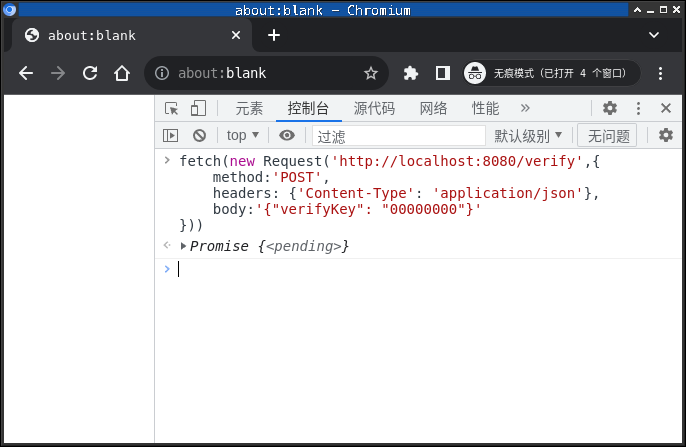 about:blank – Chromium
about:blank
about:blank
无痕模式（已打开 4 个窗口）
元素 控制台 源代码 网络 性能 »
top ▼ 过滤 默认级别 ▼ 无问题
fetch(new Request('http://localhost:8080/verify',{
method:'POST',
headers: {'Content-Type': 'application/json'},
body:'{"verifyKey": "00000000"}'
}))
Promise {<pending>}